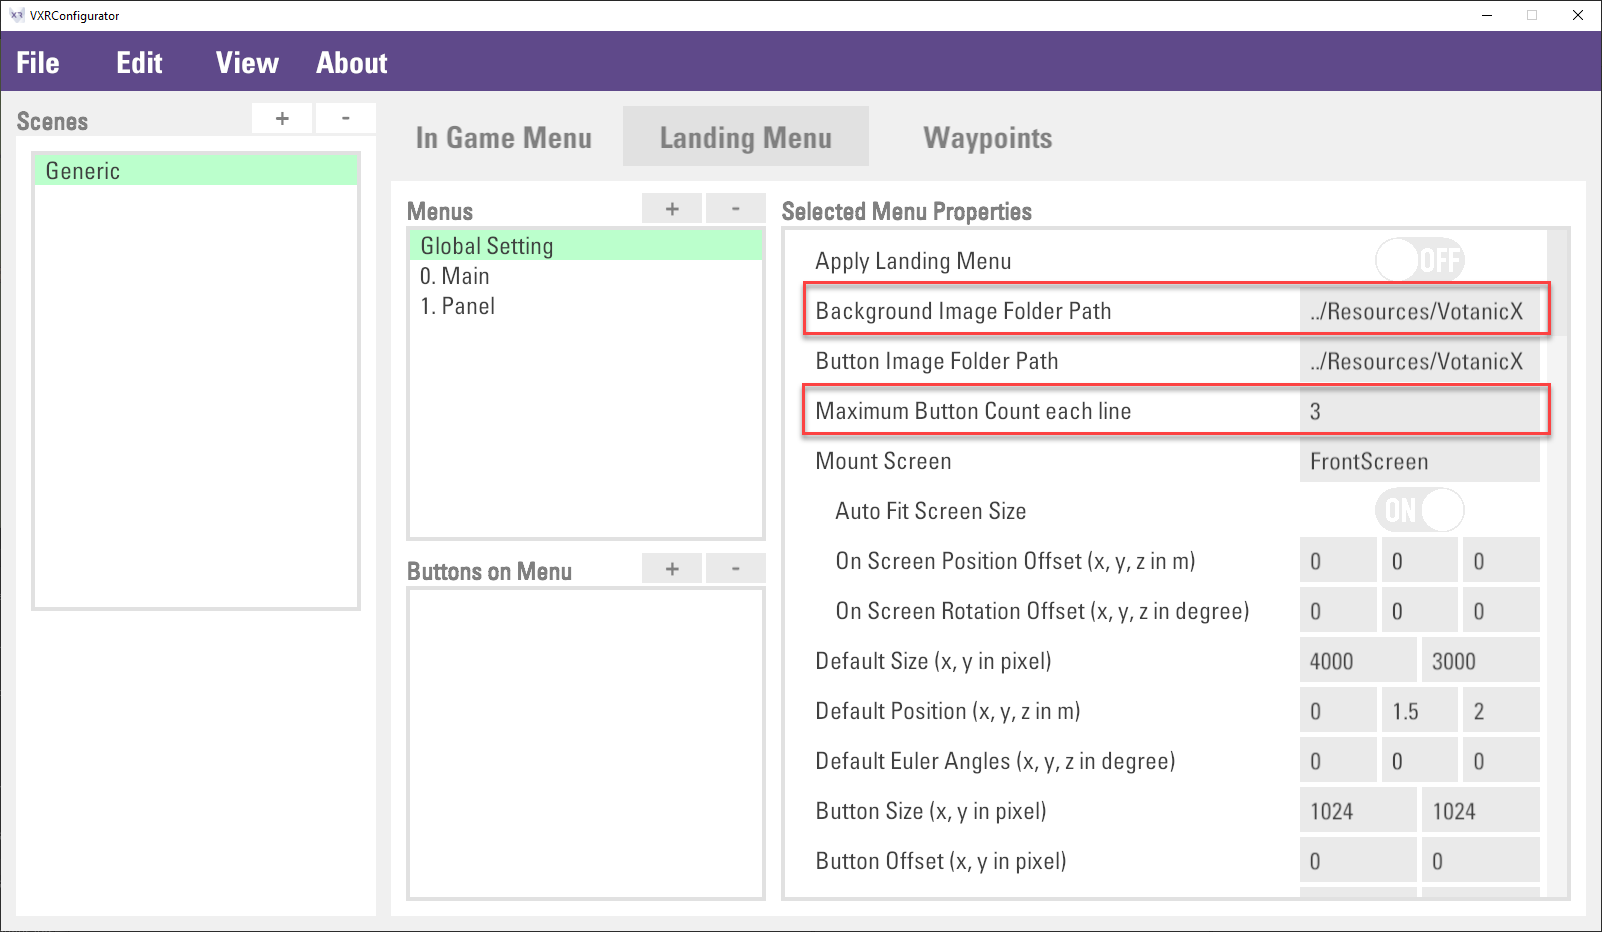 VXRConfigurator
File Edit View About
Scenes + -
Generic
In Game Menu Landing Menu Waypoints
Menus + -
Global Setting
0. Main
1. Panel
Buttons on Menu + -
Selected Menu Properties
Apply Landing Menu OFF
Background Image Folder Path ../Resources/VotanicX
Button Image Folder Path ../Resources/VotanicX
Maximum Button Count each line 3
Mount Screen FrontScreen
Auto Fit Screen Size ON
On Screen Position Offset (x, y, z in m) 0 0 0
On Screen Rotation Offset (x, y, z in degree) 0 0 0
Default Size (x, y in pixel) 4000 3000
Default Position (x, y, z in m) 0 1.5 2
Default Euler Angles (x, y, z in degree) 0 0 0
Button Size (x, y in pixel) 1024 1024
Button Offset (x, y in pixel) 0 0